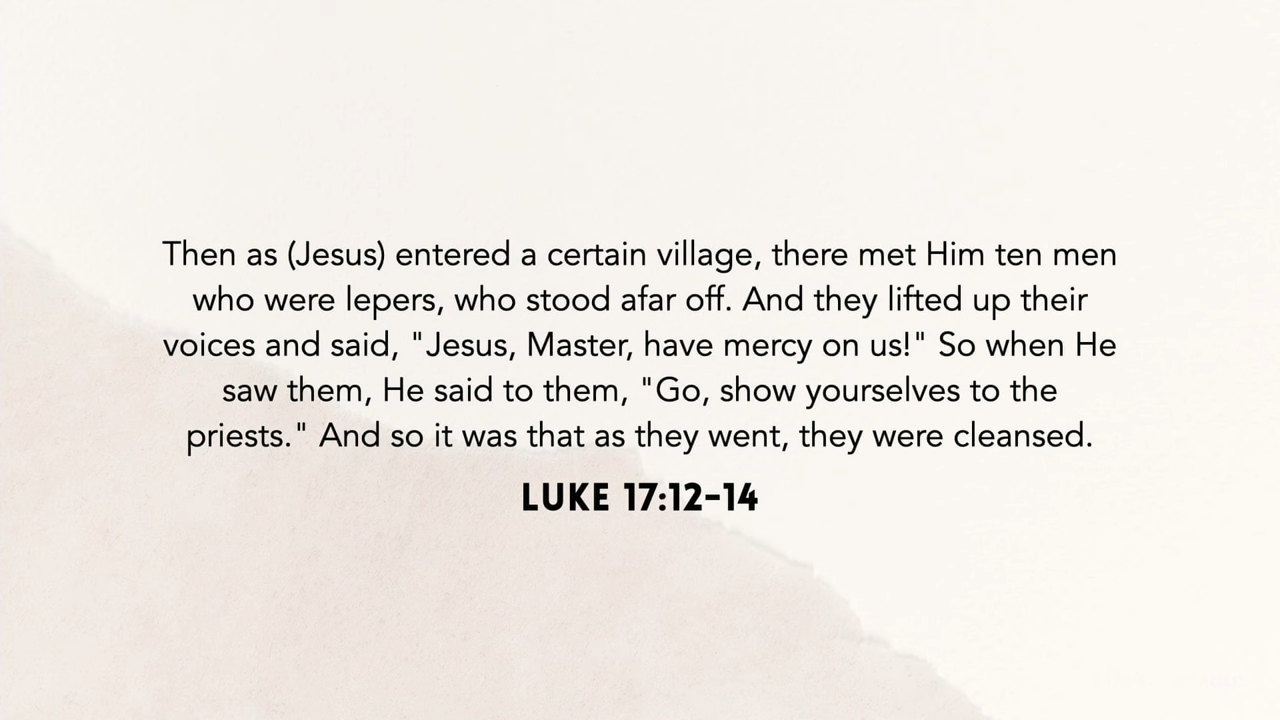 Then as (Jesus) entered a certain village, there met Him ten men
who were lepers, who stood afar off. And they lifted up their
voices and said, "Jesus, Master, have mercy on us!" So when He
saw them, He said to them, "Go, show yourselves to the
priests." And so it was that as they went, they were cleansed.
LUKE 17:12-14